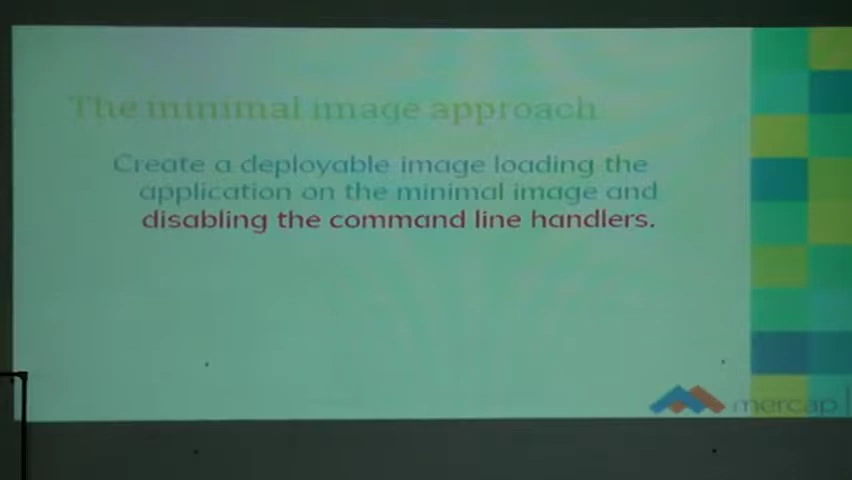 The minimal image approach
Create a deployable image loading the
application on the minimal image and
disabling the command line handlers.
mercap